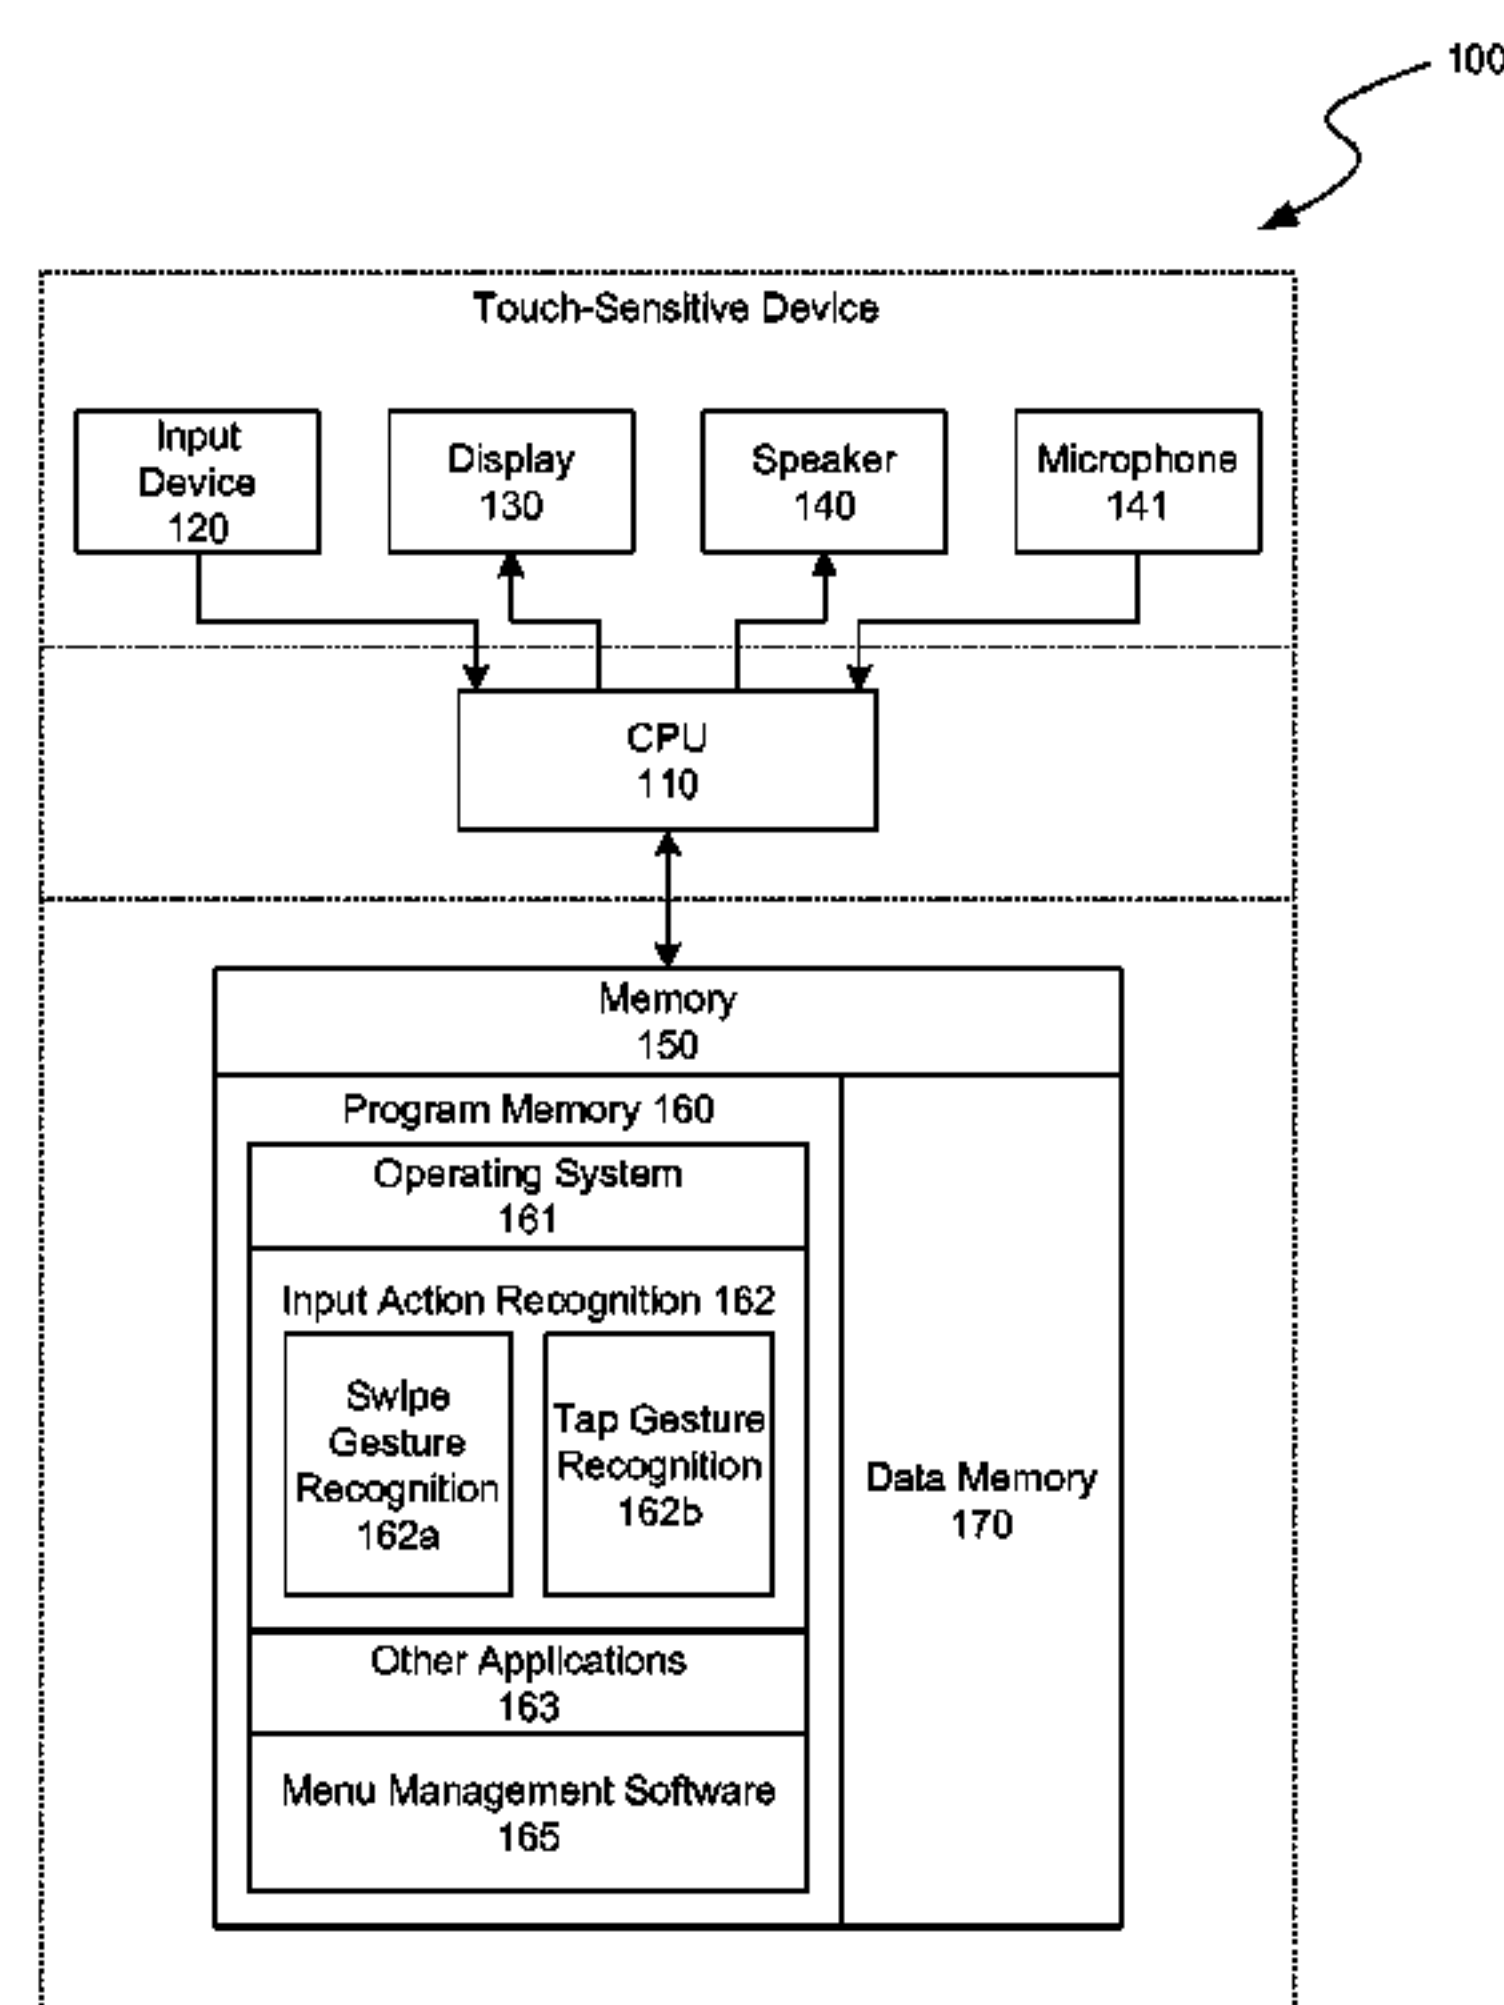 100
Touch-Sensitive Device
Input
Device
120
Display
130
Speaker
140
Microphone
141
CPU
110
Memory
150
Program Memory 160
Operating System
161
Input Action Recognition 162
Swipe
Gesture
Recognition
162a
Tap Gesture
Recognition
162b
Other Applications
163
Menu Management Software
165
Data Memory
170